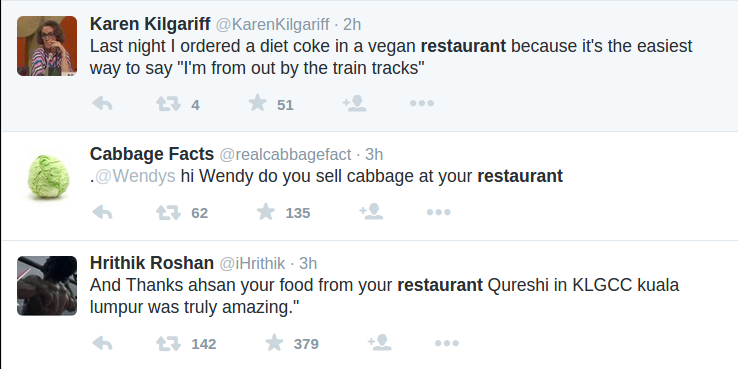 Karen Kilgariff @KarenKilgariff · 2h
Last night I ordered a diet coke in a vegan restaurant because it's the easiest
way to say "I'm from out by the train tracks"
4 51
Cabbage Facts @realcabbagefact · 3h
.@Wendys hi Wendy do you sell cabbage at your restaurant
62 135
Hrithik Roshan @iHrithik · 3h
And Thanks ahsan your food from your restaurant Qureshi in KLGCC kuala
lumpur was truly amazing."
142 379